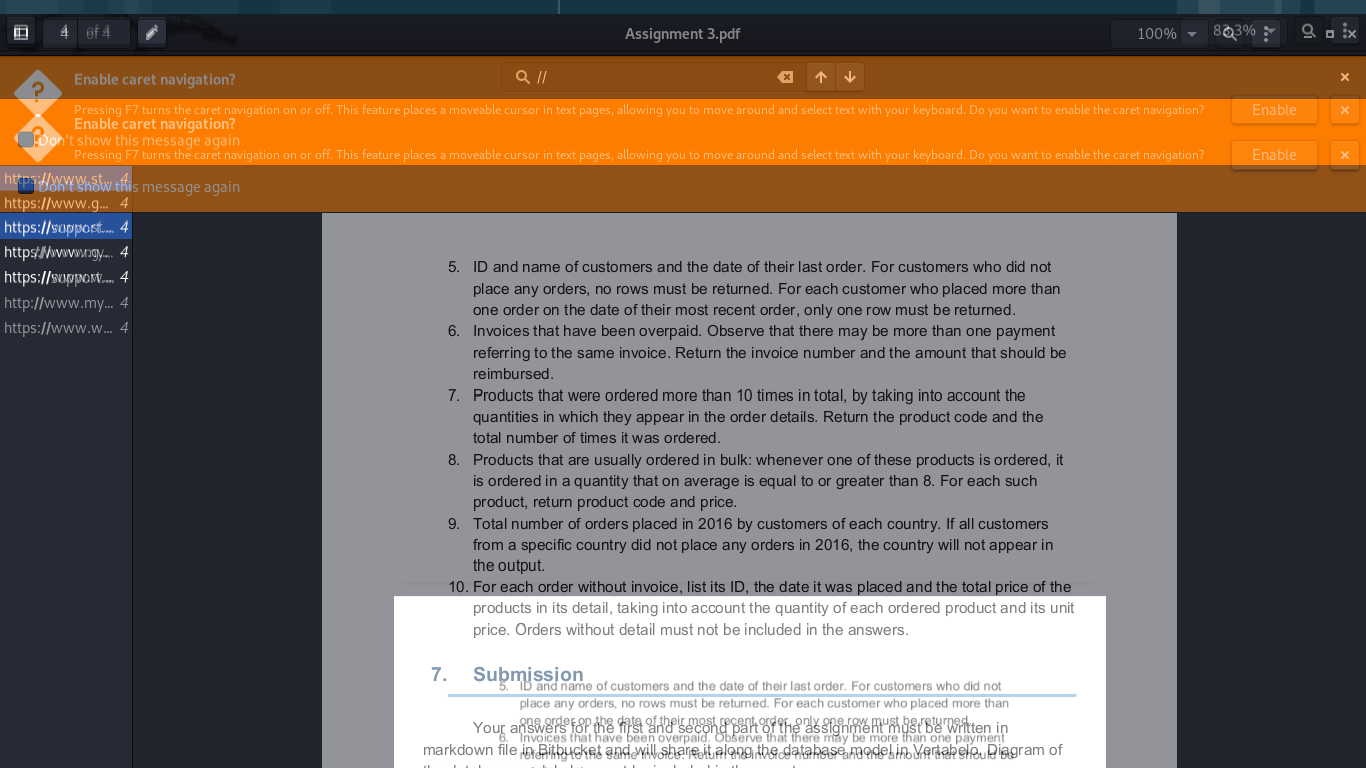 4 of 4
Assignment 3.pdf
100%
83.3%
Enable caret navigation?
//
Pressing F7 turns the caret navigation on or off. This feature places a moveable cursor in text pages, allowing you to move around and select text with your keyboard. Do you want to enable the caret navigation?
Enable
Enable caret navigation?
Don't show this message again
Pressing F7 turns the caret navigation on or off. This feature places a moveable cursor in text pages, allowing you to move around and select text with your keyboard. Do you want to enable the caret navigation?
Enable
Don't show this message again
https://www.st... 4
https://www.g... 4
4
4
4
http://www.my... 4
https://www.w... 4
5. ID and name of customers and the date of their last order. For customers who did not
place any orders, no rows must be returned. For each customer who placed more than
one order on the date of their most recent order, only one row must be returned.
6. Invoices that have been overpaid. Observe that there may be more than one payment
referring to the same invoice. Return the invoice number and the amount that should be
reimbursed.
7. Products that were ordered more than 10 times in total, by taking into account the
quantities in which they appear in the order details. Return the product code and the
total number of times it was ordered.
8. Products that are usually ordered in bulk: whenever one of these products is ordered, it
is ordered in a quantity that on average is equal to or greater than 8. For each such
product, return product code and price.
9. Total number of orders placed in 2016 by customers of each country. If all customers
from a specific country did not place any orders in 2016, the country will not appear in
the output.
10. For each order without invoice, list its ID, the date it was placed and the total price of the
products in its detail, taking into account the quantity of each ordered product and its unit
price. Orders without detail must not be included in the answers.
7. Submission
5. ID and name of customers and the date of their last order. For customers who did not
place any orders, no rows must be returned. For each customer who placed more than
one order on the date of their most recent order, only one row must be returned.
Your answers for the first and second part of the assignment must be written in
6. Invoices that have been overpaid. Observe that there may be more than one payment
markdown file in Bitbucket and will share it along the database model in Vertabelo. Diagram of
referring to the same invoice. Return the invoice number and the amount that should be